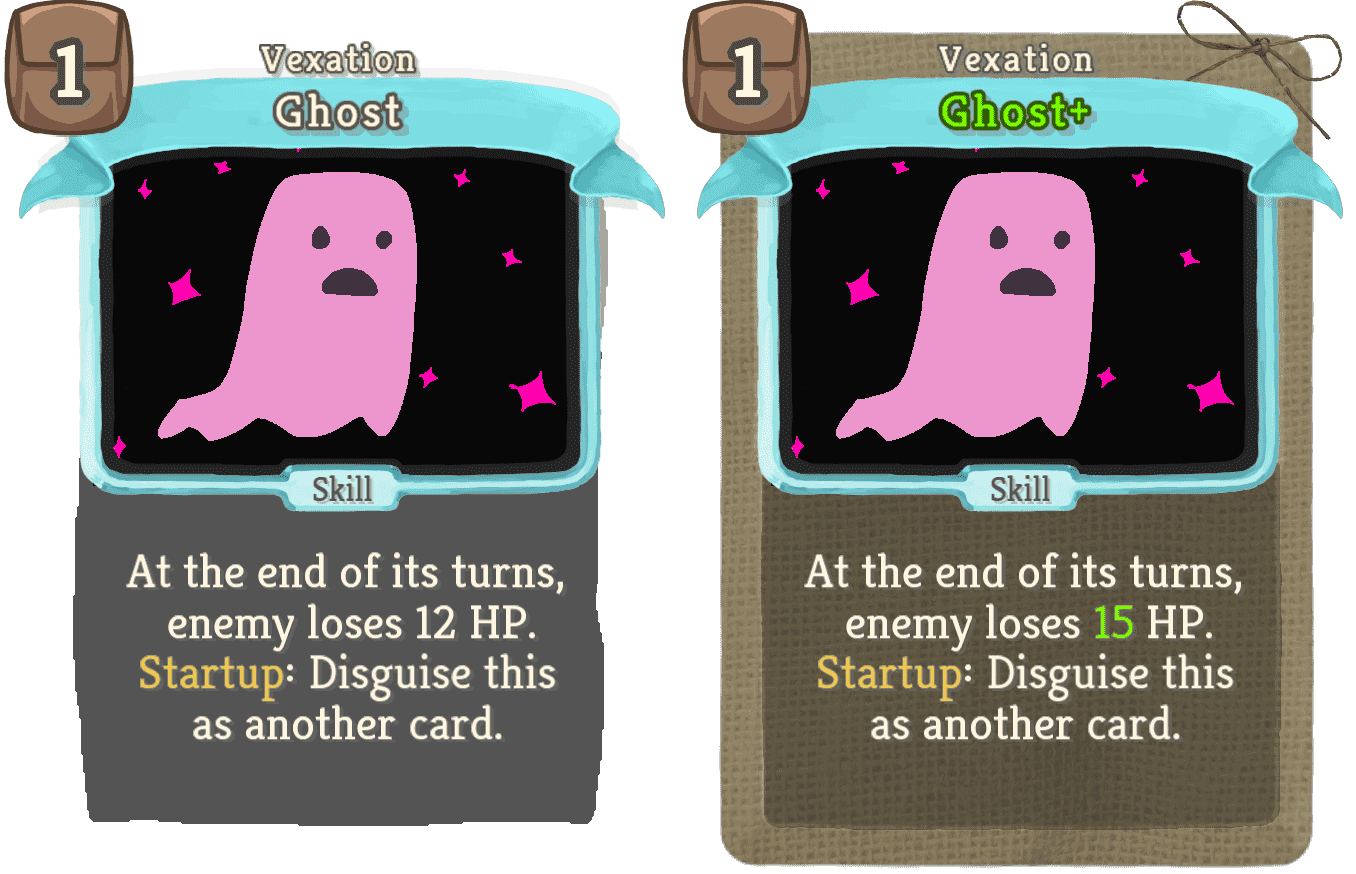 1
Vexation
Ghost
Skill
At the end of its turns,
enemy loses 12 HP.
Startup: Disguise this
as another card.
1
Vexation
Ghost+
Skill
At the end of its turns,
enemy loses 15 HP.
Startup: Disguise this
as another card.